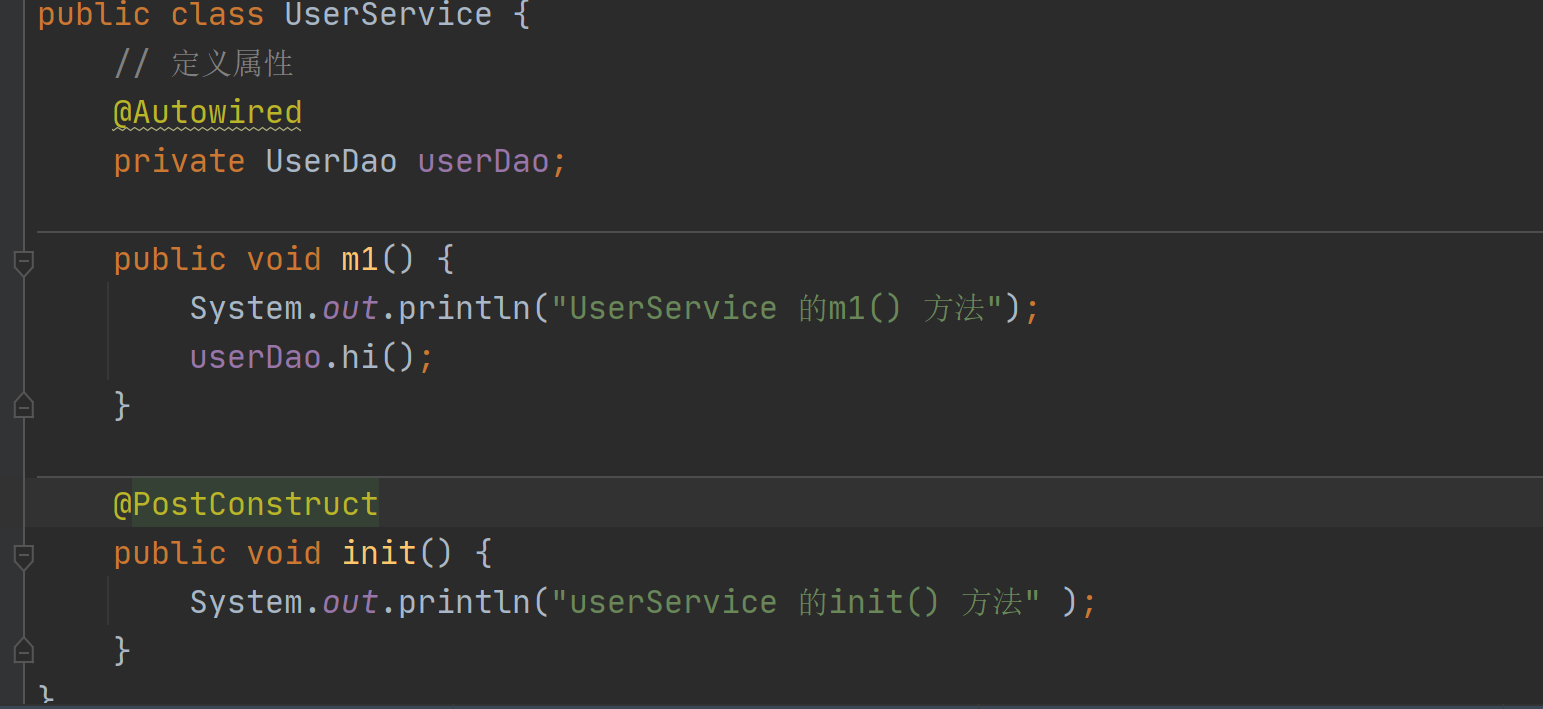 public class UserService {
// 定义属性
@Autowired
private UserDao userDao;
public void m1() {
System.out.println("UserService 的m1() 方法");
userDao.hi();
}
@PostConstruct
public void init() {
System.out.println("userService 的init() 方法" );
}
}